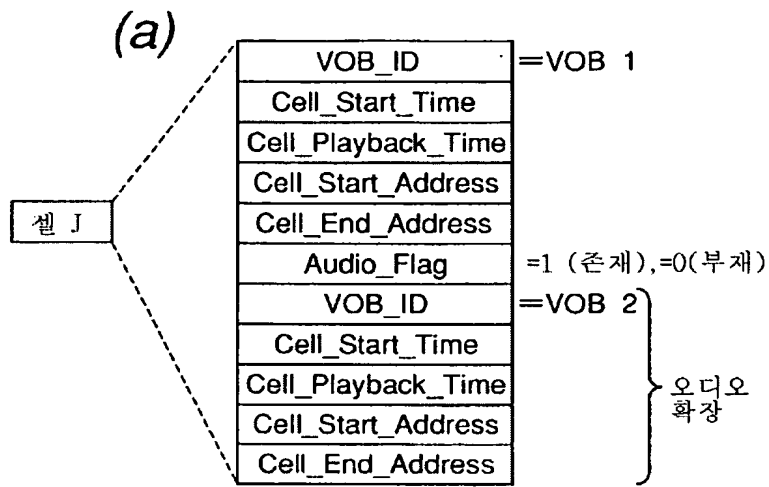 (a)
VOB_ID =VOB 1
Cell_Start_Time
Cell_Playback_Time
Cell_Start_Address
셀 J
Cell_End_Address
Audio_Flag =1 (존재),=0(부재)
VOB_ID =VOB 2
Cell_Start_Time
Cell_Playback_Time
오디오
확장
Cell_Start_Address
Cell_End_Address